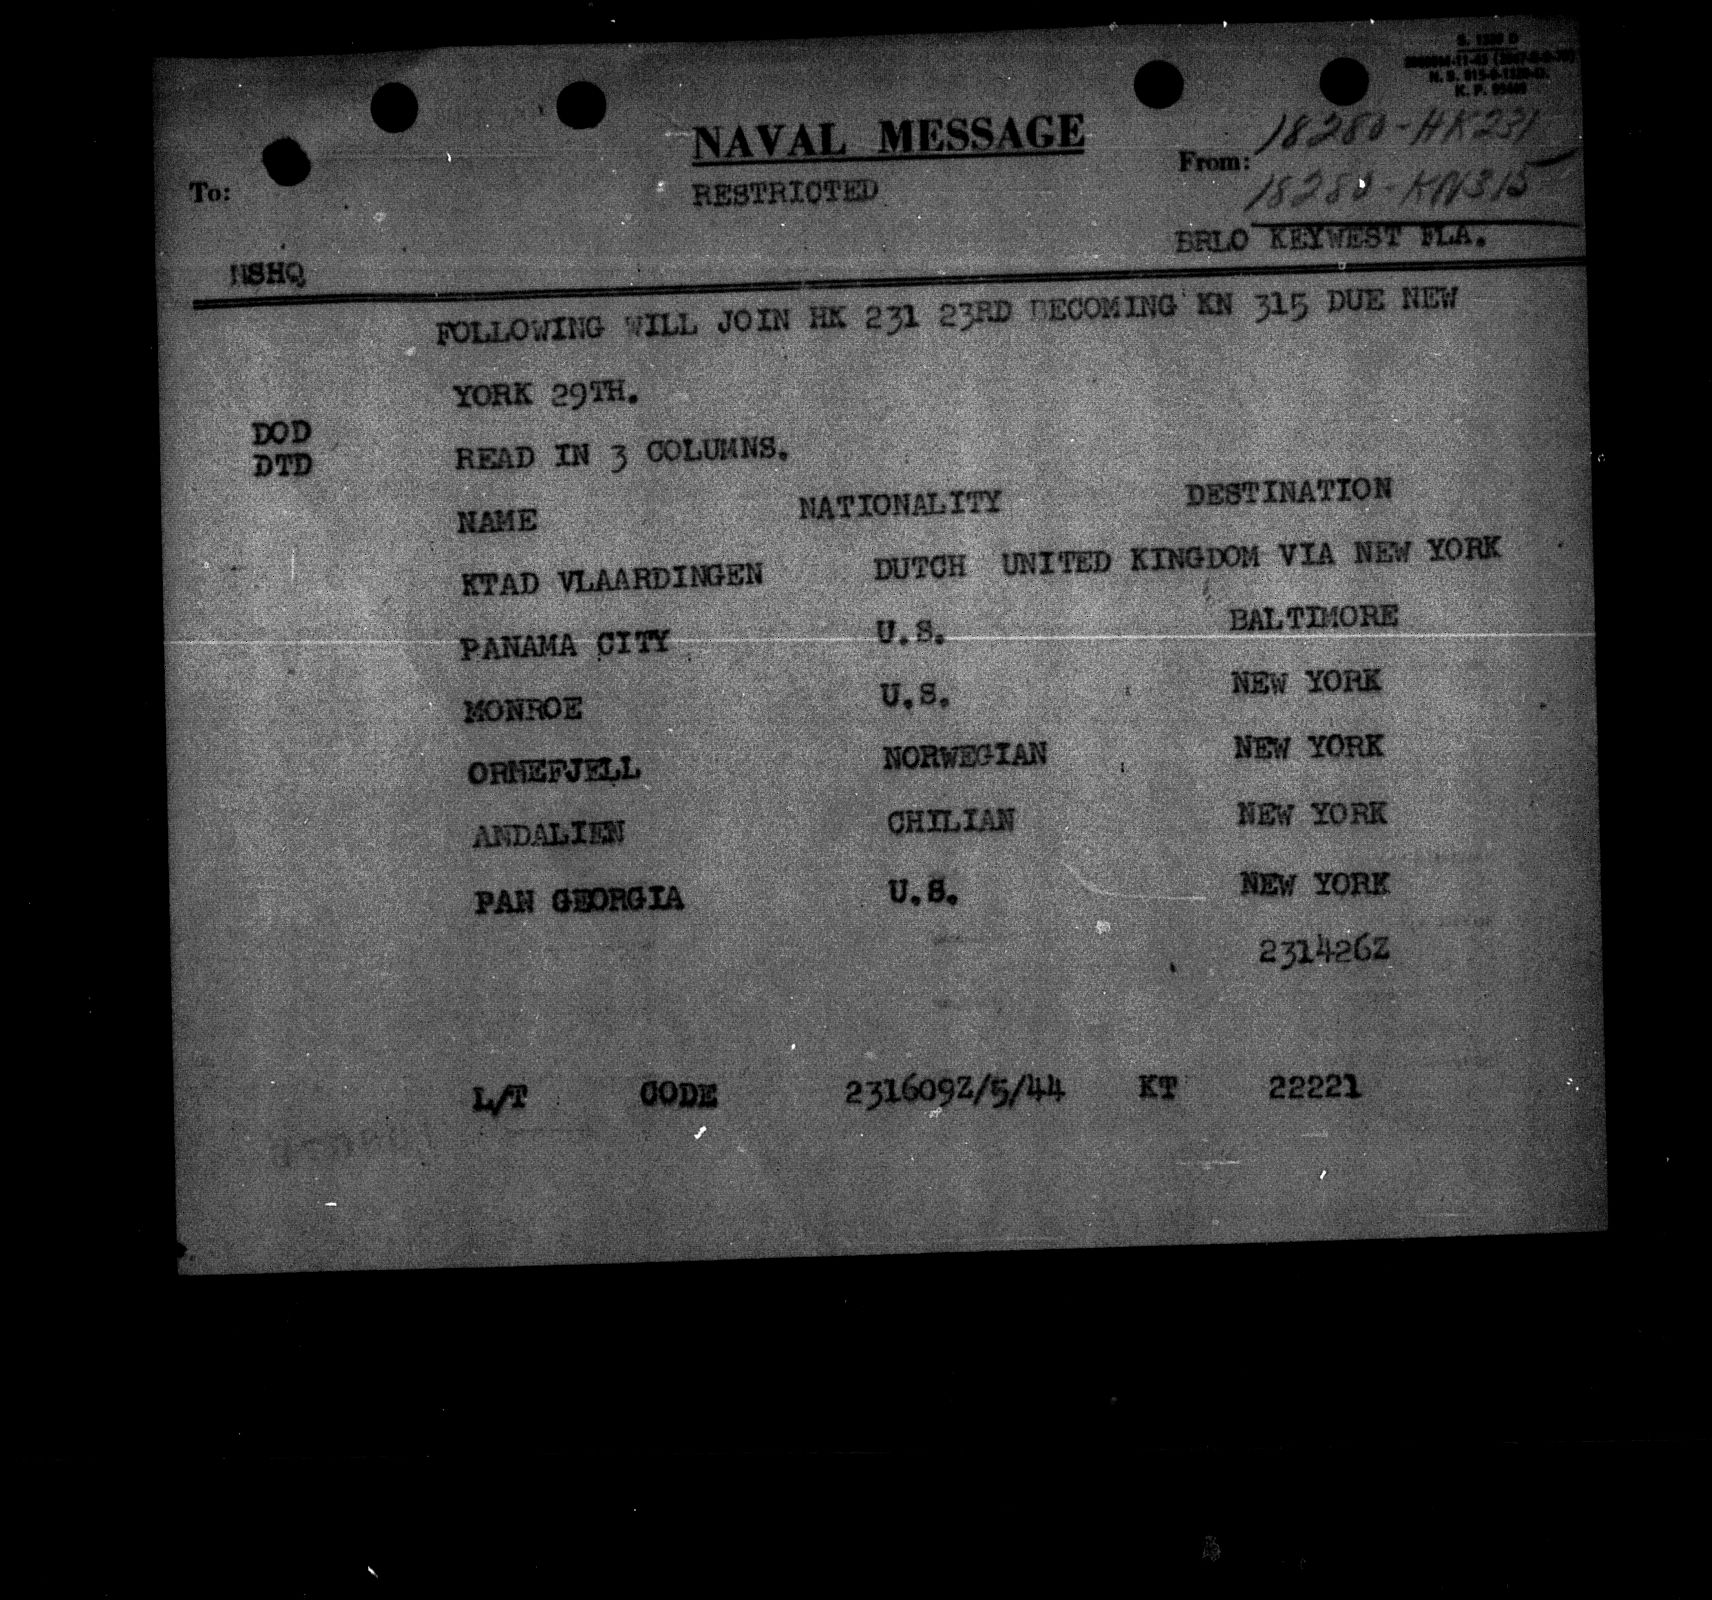 S. 1320 D
K. P.
NAVAL MESSAGE
18280-HK231
From:
To:
RESTRICTED
18280-KN315
BRLO KEYWEST FLA.
NSHQ
FOLLOWING WILL JOIN HK 231 23RD BECOMING KN 315 DUE NEW
YORK 29TH.
DOD
DTD
READ IN 3 COLUMNS.
NAME NATIONALITY DESTINATION
KTAD VLAARDINGEN DUTCH UNITED KINGDOM VIA NEW YORK
PANAMA CITY U.S. BALTIMORE
MONROE U.S. NEW YORK
ORMEFJELL NORWEGIAN NEW YORK
ANDALIEN CHILIAN NEW YORK
PAN GEORGIA U.S. NEW YORK
231426Z
L/T CODE 231609Z/5/44 KT 22221